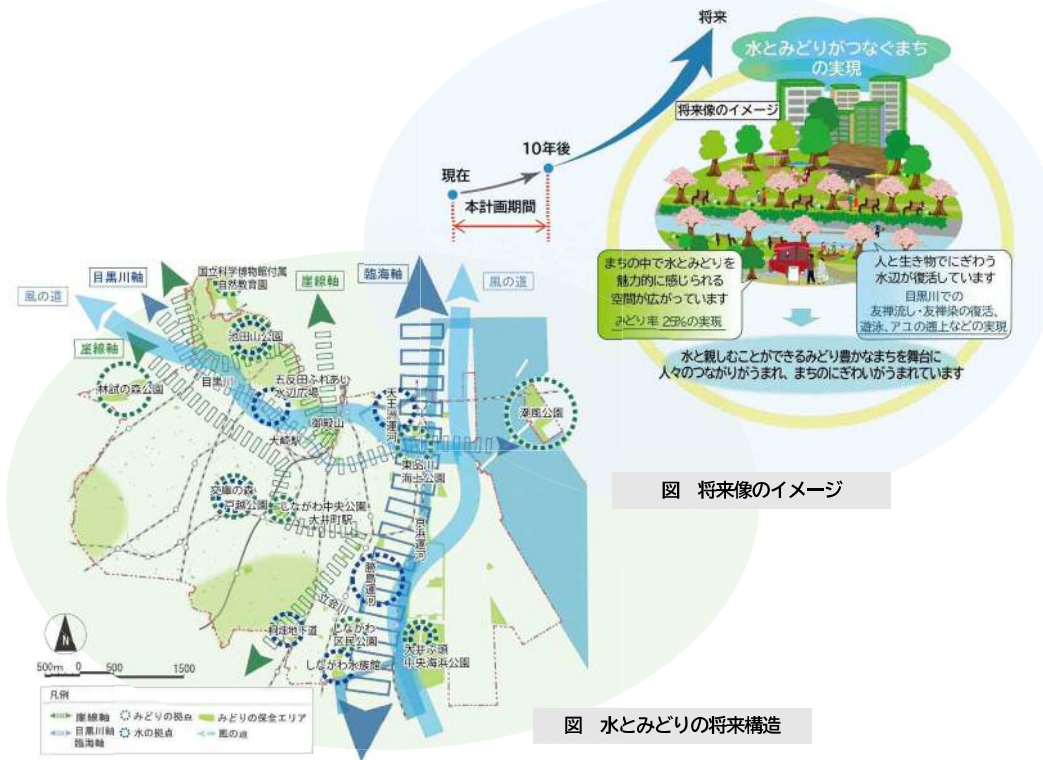 将来
水とみどりがつなぐまち
の実現
将来像のイメージ
10年後
現在
本計画期間
まちの中で水とみどりを
魅力的に感じられる
空間が広がっています
みどり率 25%の実現
人と生き物でにぎわう
水辺が復活しています
目黒川での
友禅流し・友禅染の復活、
遊泳、アユの遡上などの実現
水と親しむことができるみどり豊かなまちを舞台に
人々のつながりがうまれ、まちのにぎわいがうまれています
図 将来像のイメージ
目黒川軸
国立科学博物館付属
自然教育園
崖線軸
臨海軸
風の道
風の道
池田山公園
崖線軸
林試の森公園
目黒川
五反田ふれあい
水辺広場
天王洲運河
潮風公園
御殿山
大崎駅
東品川
海上公園
文庫の森
戸越公園
しながわ中央公園
大井町駅
京浜運河
勝島運河
立会川
しながわ
区民公園
大井ふ頭
中央海浜公園
しながわ水族館
N
500m 0 500 1500
凡例
崖線軸 みどりの拠点 みどりの保全エリア
目黒川軸
臨海軸 水の拠点 風の道
図 水とみどりの将来構造